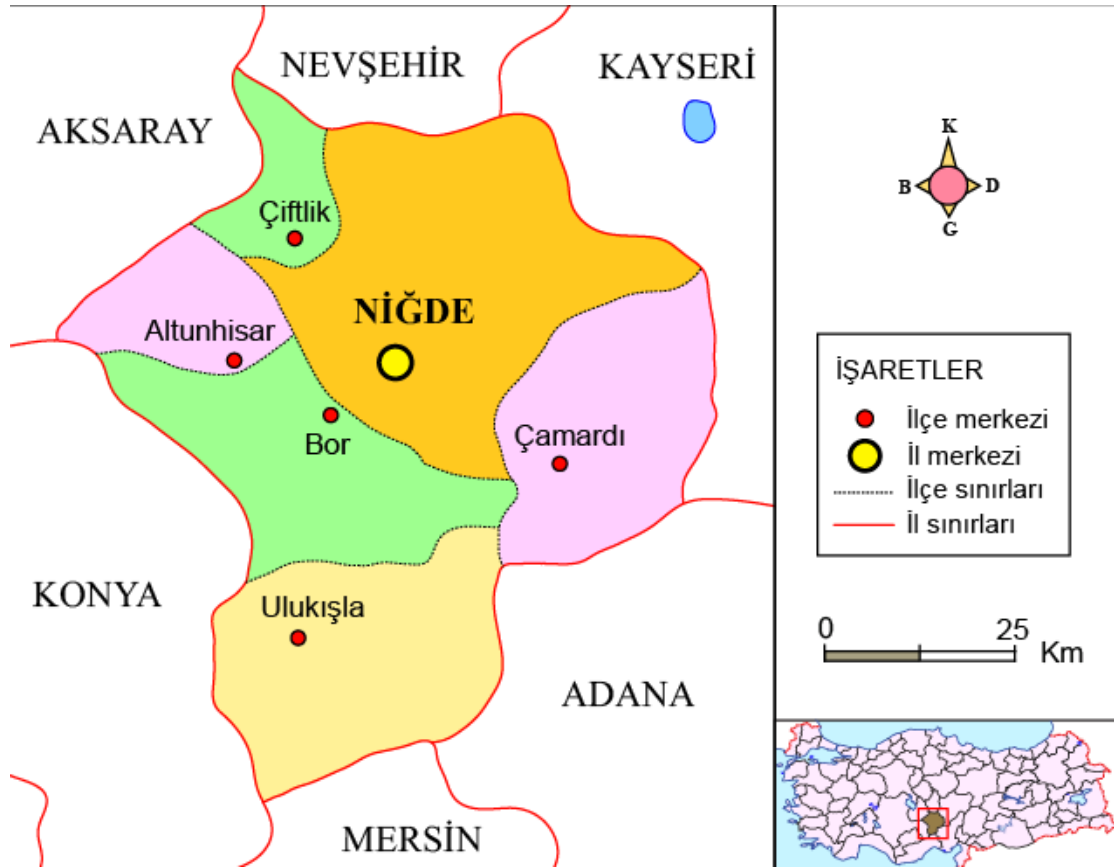 NEVŞEHİR
KAYSERİ
AKSARAY
Çiftlik
NİĞDE
Altunhisar
Bor
Çamardı
KONYA
Ulukışla
ADANA
MERSİN
K
B
D
G
İŞARETLER
İlçe merkezi
İl merkezi
İlçe sınırları
İl sınırları
0
25
Km